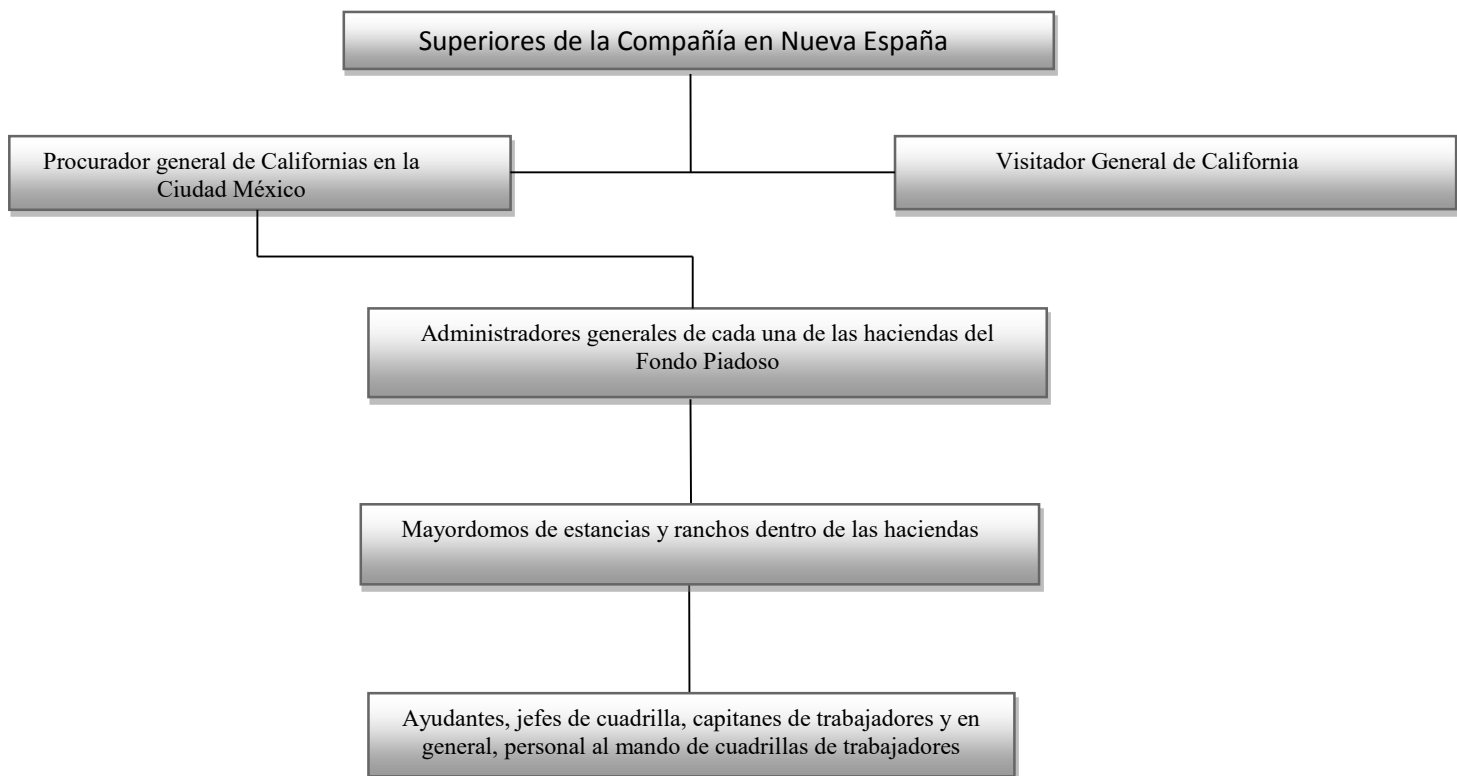 Superiores de la Compañía en Nueva España
Procurador general de Californias en la
Ciudad México
Visitador General de California
Administradores generales de cada una de las haciendas del
Fondo Piadoso
Mayordomos de estancias y ranchos dentro de las haciendas
Ayudantes, jefes de cuadrilla, capitanes de trabajadores y en
general, personal al mando de cuadrillas de trabajadores